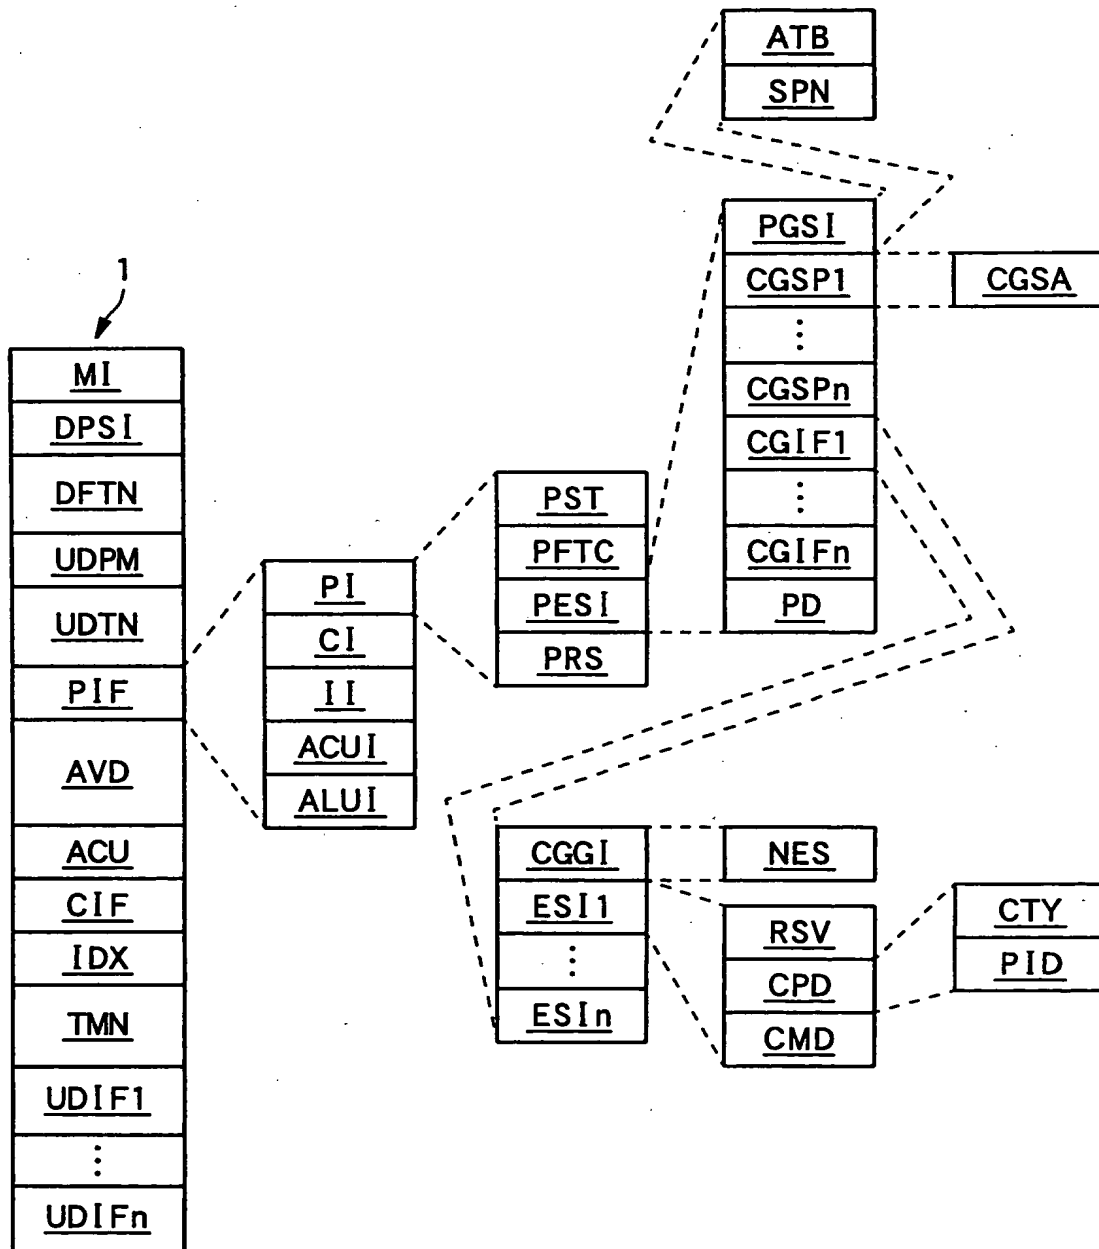 ATB
SPN
PGSI
CGSP1
⋮
CGSPn
CGIF1
⋮
CGIFn
PD
CGSA
1
MI
DPSI
DFTN
UDPM
UDTN
PIF
AVD
ACU
CIF
IDX
TMN
UDIF1
⋮
UDIFn
PI
CI
II
ACUI
ALUI
PST
PFTC
PESI
PRS
CGGI
ESI1
⋮
ESIn
NES
RSV
CPD
CMD
CTY
PID